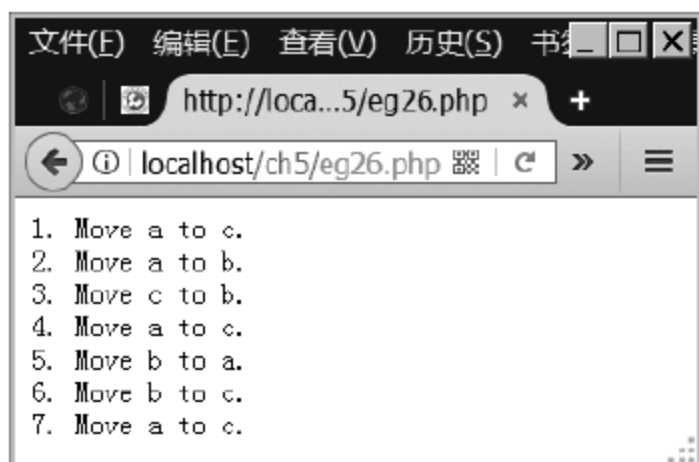 文件(F) 编辑(E) 查看(V) 历史(S) 书签
http://loca...5/eg26.php × +
localhost/ch5/eg26.php
1. Move a to c.
2. Move a to b.
3. Move c to b.
4. Move a to c.
5. Move b to a.
6. Move b to c.
7. Move a to c.